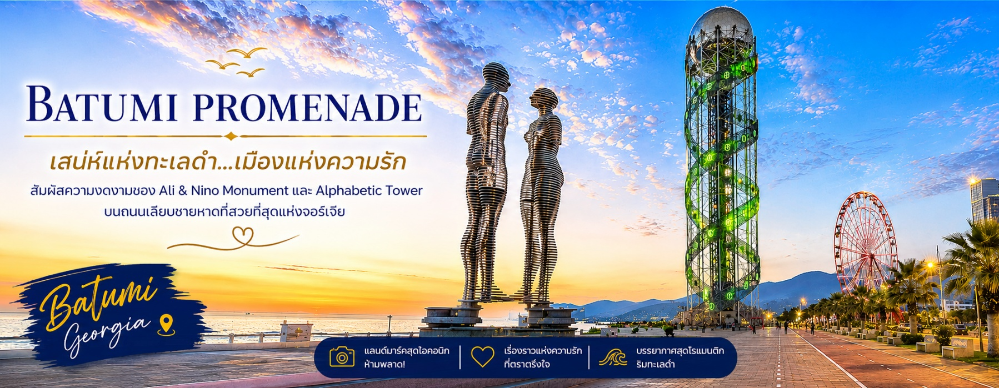 BATUMI PROMENADE
เสน่ห์แห่งทะเลดำ...เมืองแห่งความรัก
สัมผัสความงดงามของ Ali & Nino Monument และ Alphabetic Tower
บนถนนเลียบชายหาดที่สวยที่สุดแห่งจอร์เจีย
Batumi
Georgia
แลนด์มาร์คสุดไอคอนิก
ห้ามพลาด!
เรื่องราวแห่งความรัก
ที่ตราตรึงใจ
บรรยากาศสุดโรแมนติก
ริมทะเลดำ